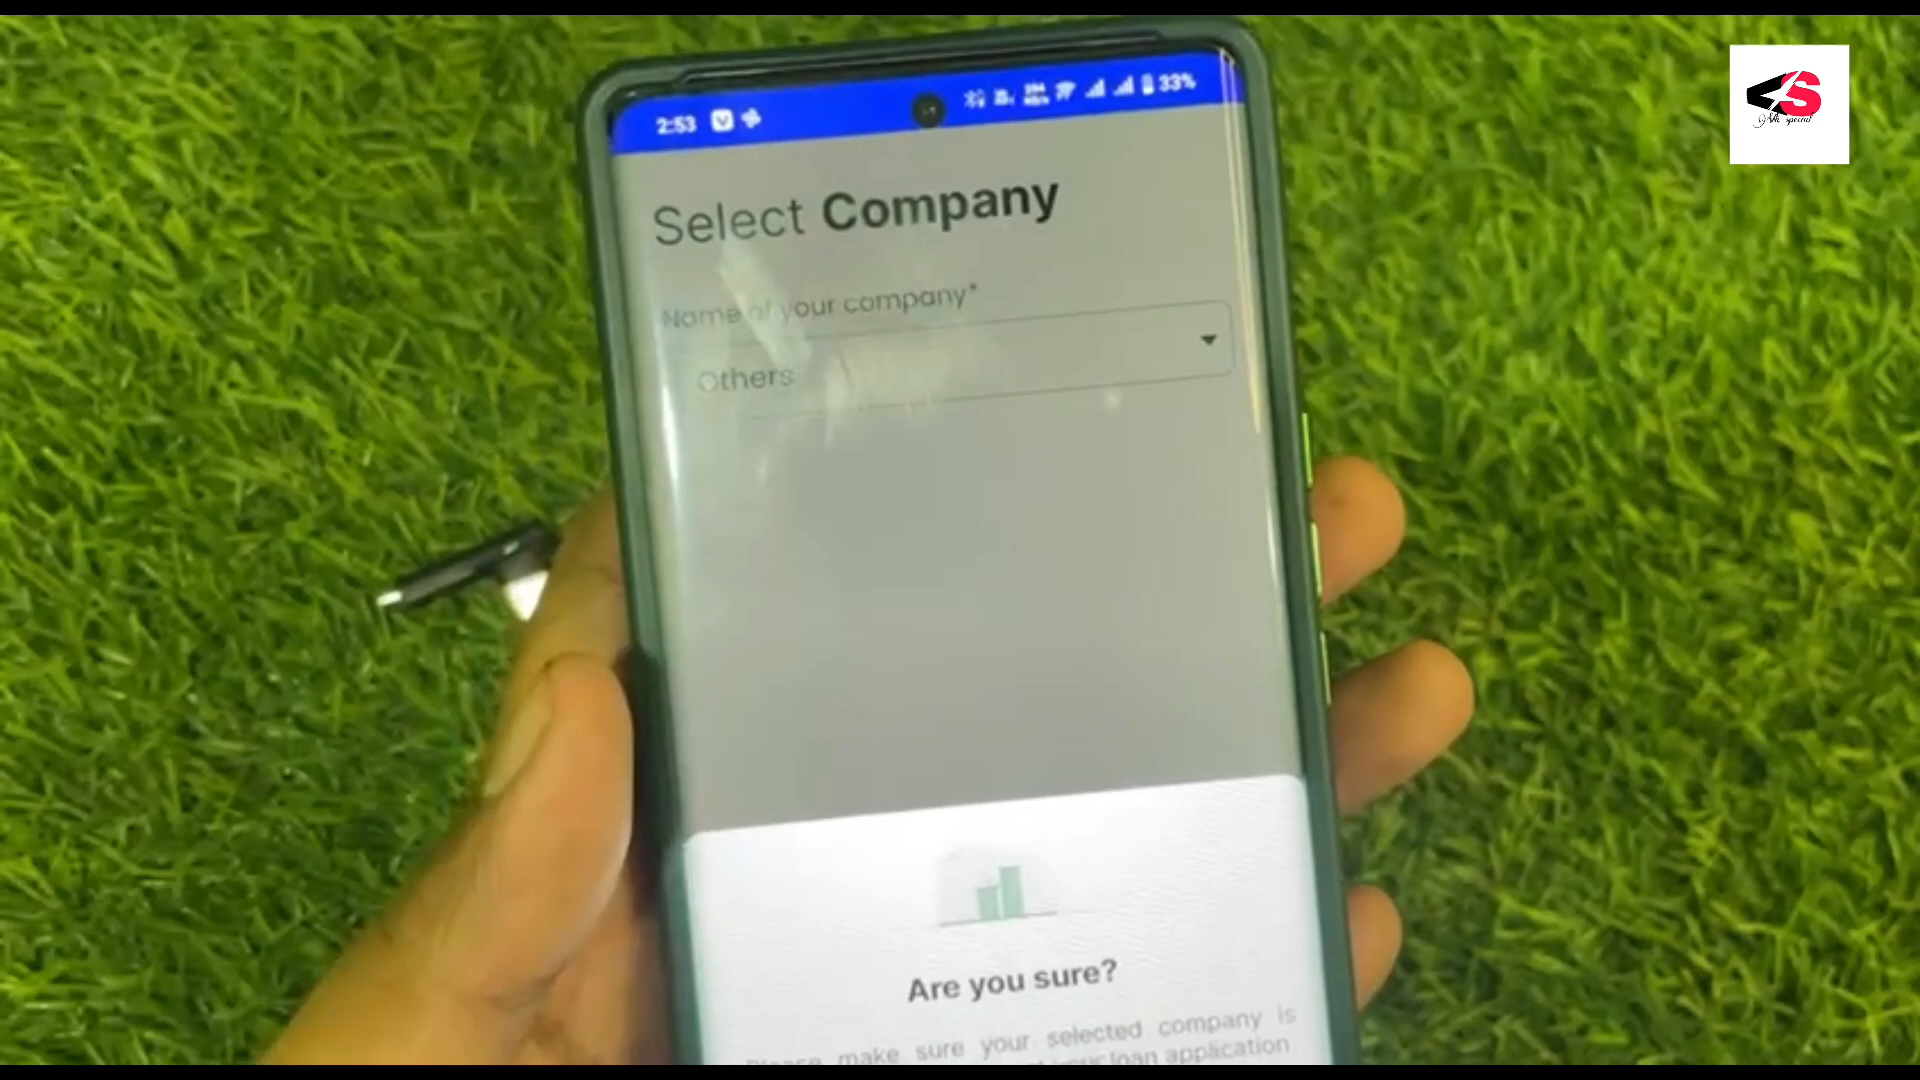 2:53
33%
Select Company
Name of your company*
Others
Are you sure?
Please make sure your selected company is
your loan application
S
special